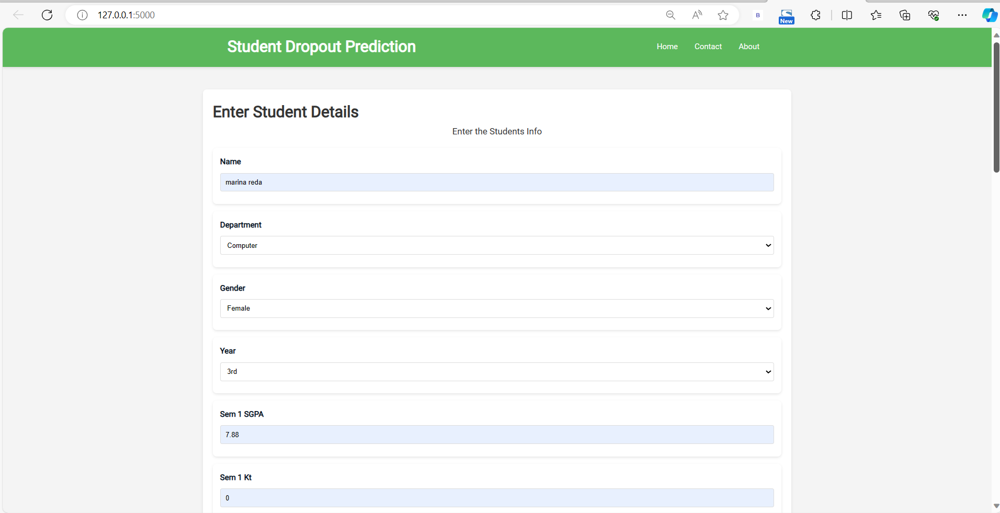 127.0.0.1:5000
B
New
Student Dropout Prediction
Home Contact About
Enter Student Details
Enter the Students Info
Name
marina reda
Department
Computer
Gender
Female
Year
3rd
Sem 1 SGPA
7.88
Sem 1 Kt
0